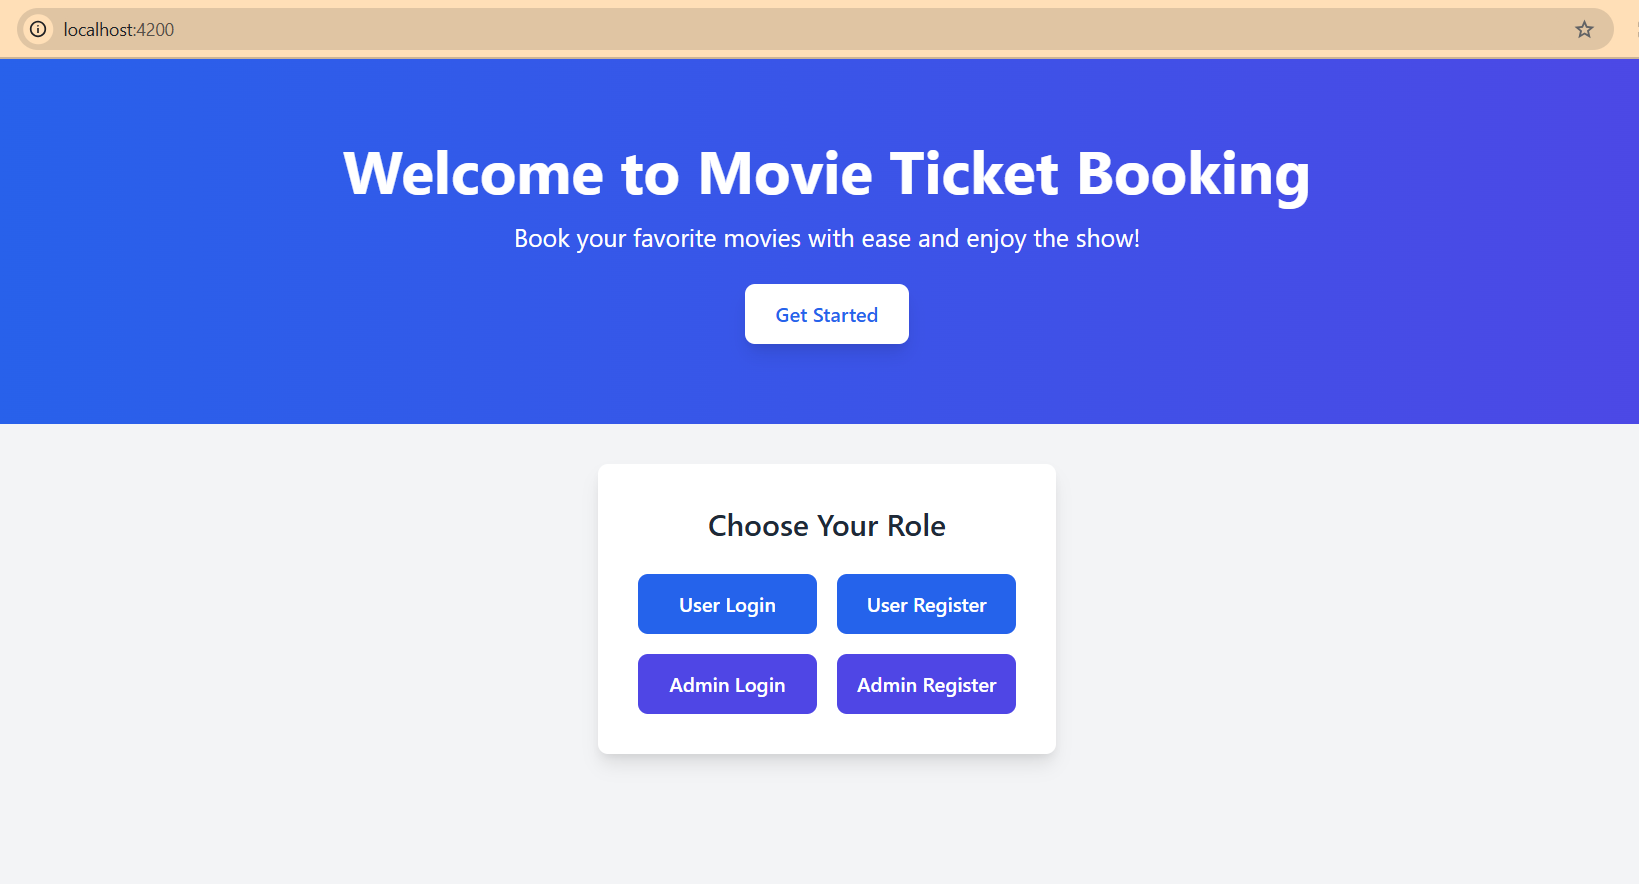 localhost:4200
Welcome to Movie Ticket Booking
Book your favorite movies with ease and enjoy the show!
Get Started
Choose Your Role
User Login
User Register
Admin Login
Admin Register